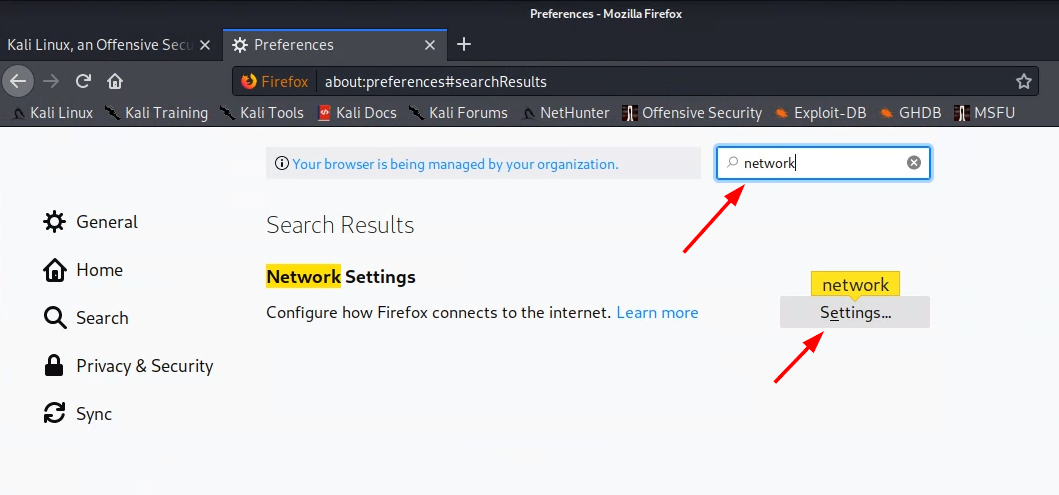 Preferences - Mozilla Firefox
Kali Linux, an Offensive Secu
Preferences
Firefox about:preferences#searchResults
Kali Linux Kali Training Kali Tools Kali Docs Kali Forums NetHunter Offensive Security Exploit-DB GHDB MSFU
Your browser is being managed by your organization.
network
General
Home
Search
Privacy & Security
Sync
Search Results
Network Settings
network
Configure how Firefox connects to the internet. Learn more
Settings...